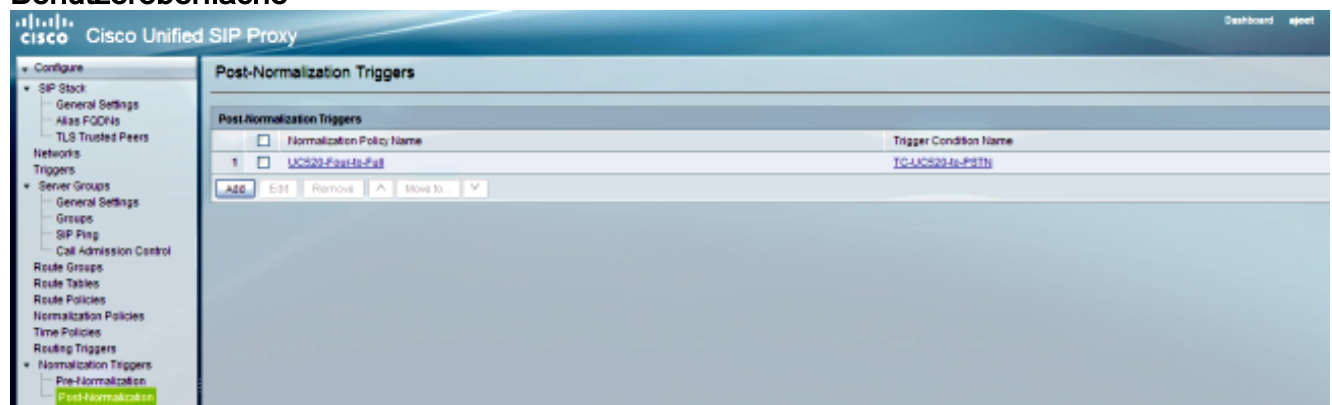 Benutzeroberfläche
CISCO Cisco Unified SIP Proxy
Dashboard ajeet
Configure
SIP Stack
General Settings
Alias FQDNs
TLS Trusted Peers
Networks
Triggers
Server Groups
General Settings
Groups
SIP Ping
Call Admission Control
Route Groups
Route Tables
Route Policies
Normalization Policies
Time Policies
Routing Triggers
Normalization Triggers
Pre-Normalization
Post-Normalization
Post-Normalization Triggers
Post-Normalization Triggers
Normalization Policy Name Trigger Condition Name
1 UC520-Four-to-Full TC-UC520-to-PSTN
Add Edit Remove Move to...